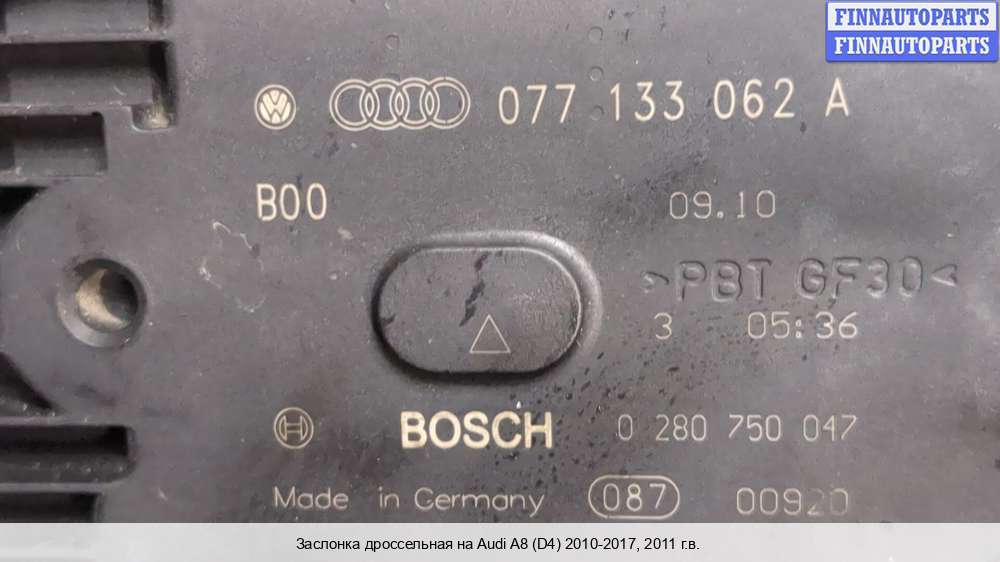 FINNAUTOPARTS
FINNAUTOPARTS
077 133 062 A
B00
09.10
>PBT GF30<
3 05:36
BOSCH 0 280 750 047
Made in Germany 087 00920
Заслонка дроссельная на Audi A8 (D4) 2010-2017, 2011 г.в.